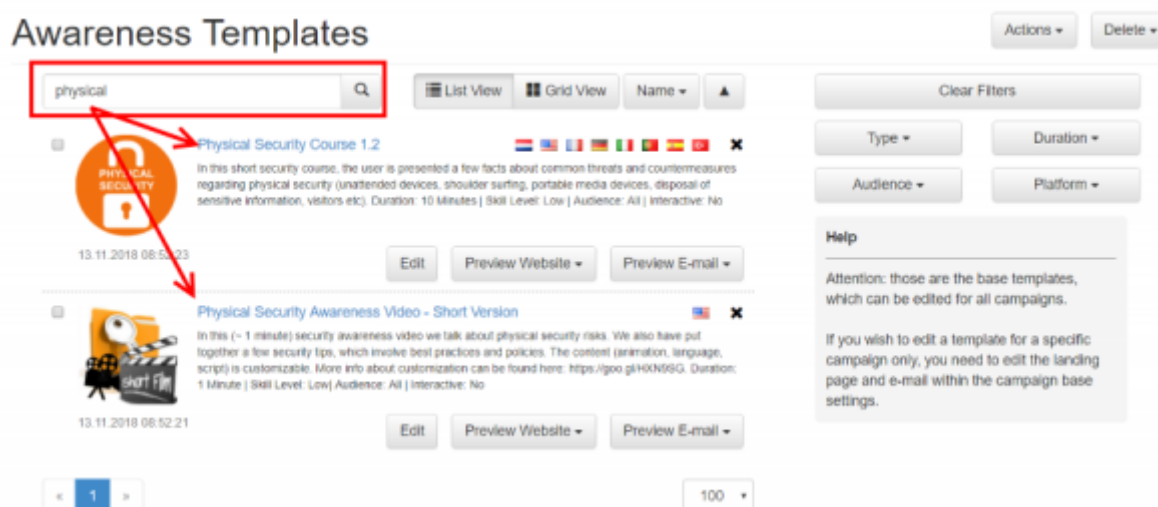 Awareness Templates
Actions
Delete
physical
List View
Grid View
Name
Clear Filters
Type
Duration
Audience
Platform
PHYSICAL
SECURITY
Physical Security Course 1.2
In this short security course, the user is presented a few facts about common threats and countermeasures
regarding physical security (unattended devices, shoulder surfing, portable media devices, disposal of
sensitive information, visitors etc). Duration: 10 Minutes | Skill Level: Low | Audience: All | Interactive: No
13.11.2018 08:52:23
Edit
Preview Website
Preview E-mail
Help
Attention: those are the base templates,
which can be edited for all campaigns.
If you wish to edit a template for a specific
campaign only, you need to edit the landing
page and e-mail within the campaign base
settings.
short Film
Physical Security Awareness Video - Short Version
In this (~ 1 minute) security awareness video we talk about physical security risks. We also have put
together a few security tips, which involve best practices and policies. The content (animation, language,
script) is customizable. More info about customization can be found here: Duration:
1 Minute | Skill Level: Low| Audience: All | Interactive: No
13.11.2018 08:52:21
Edit
Preview Website
Preview E-mail
« 1 »
100